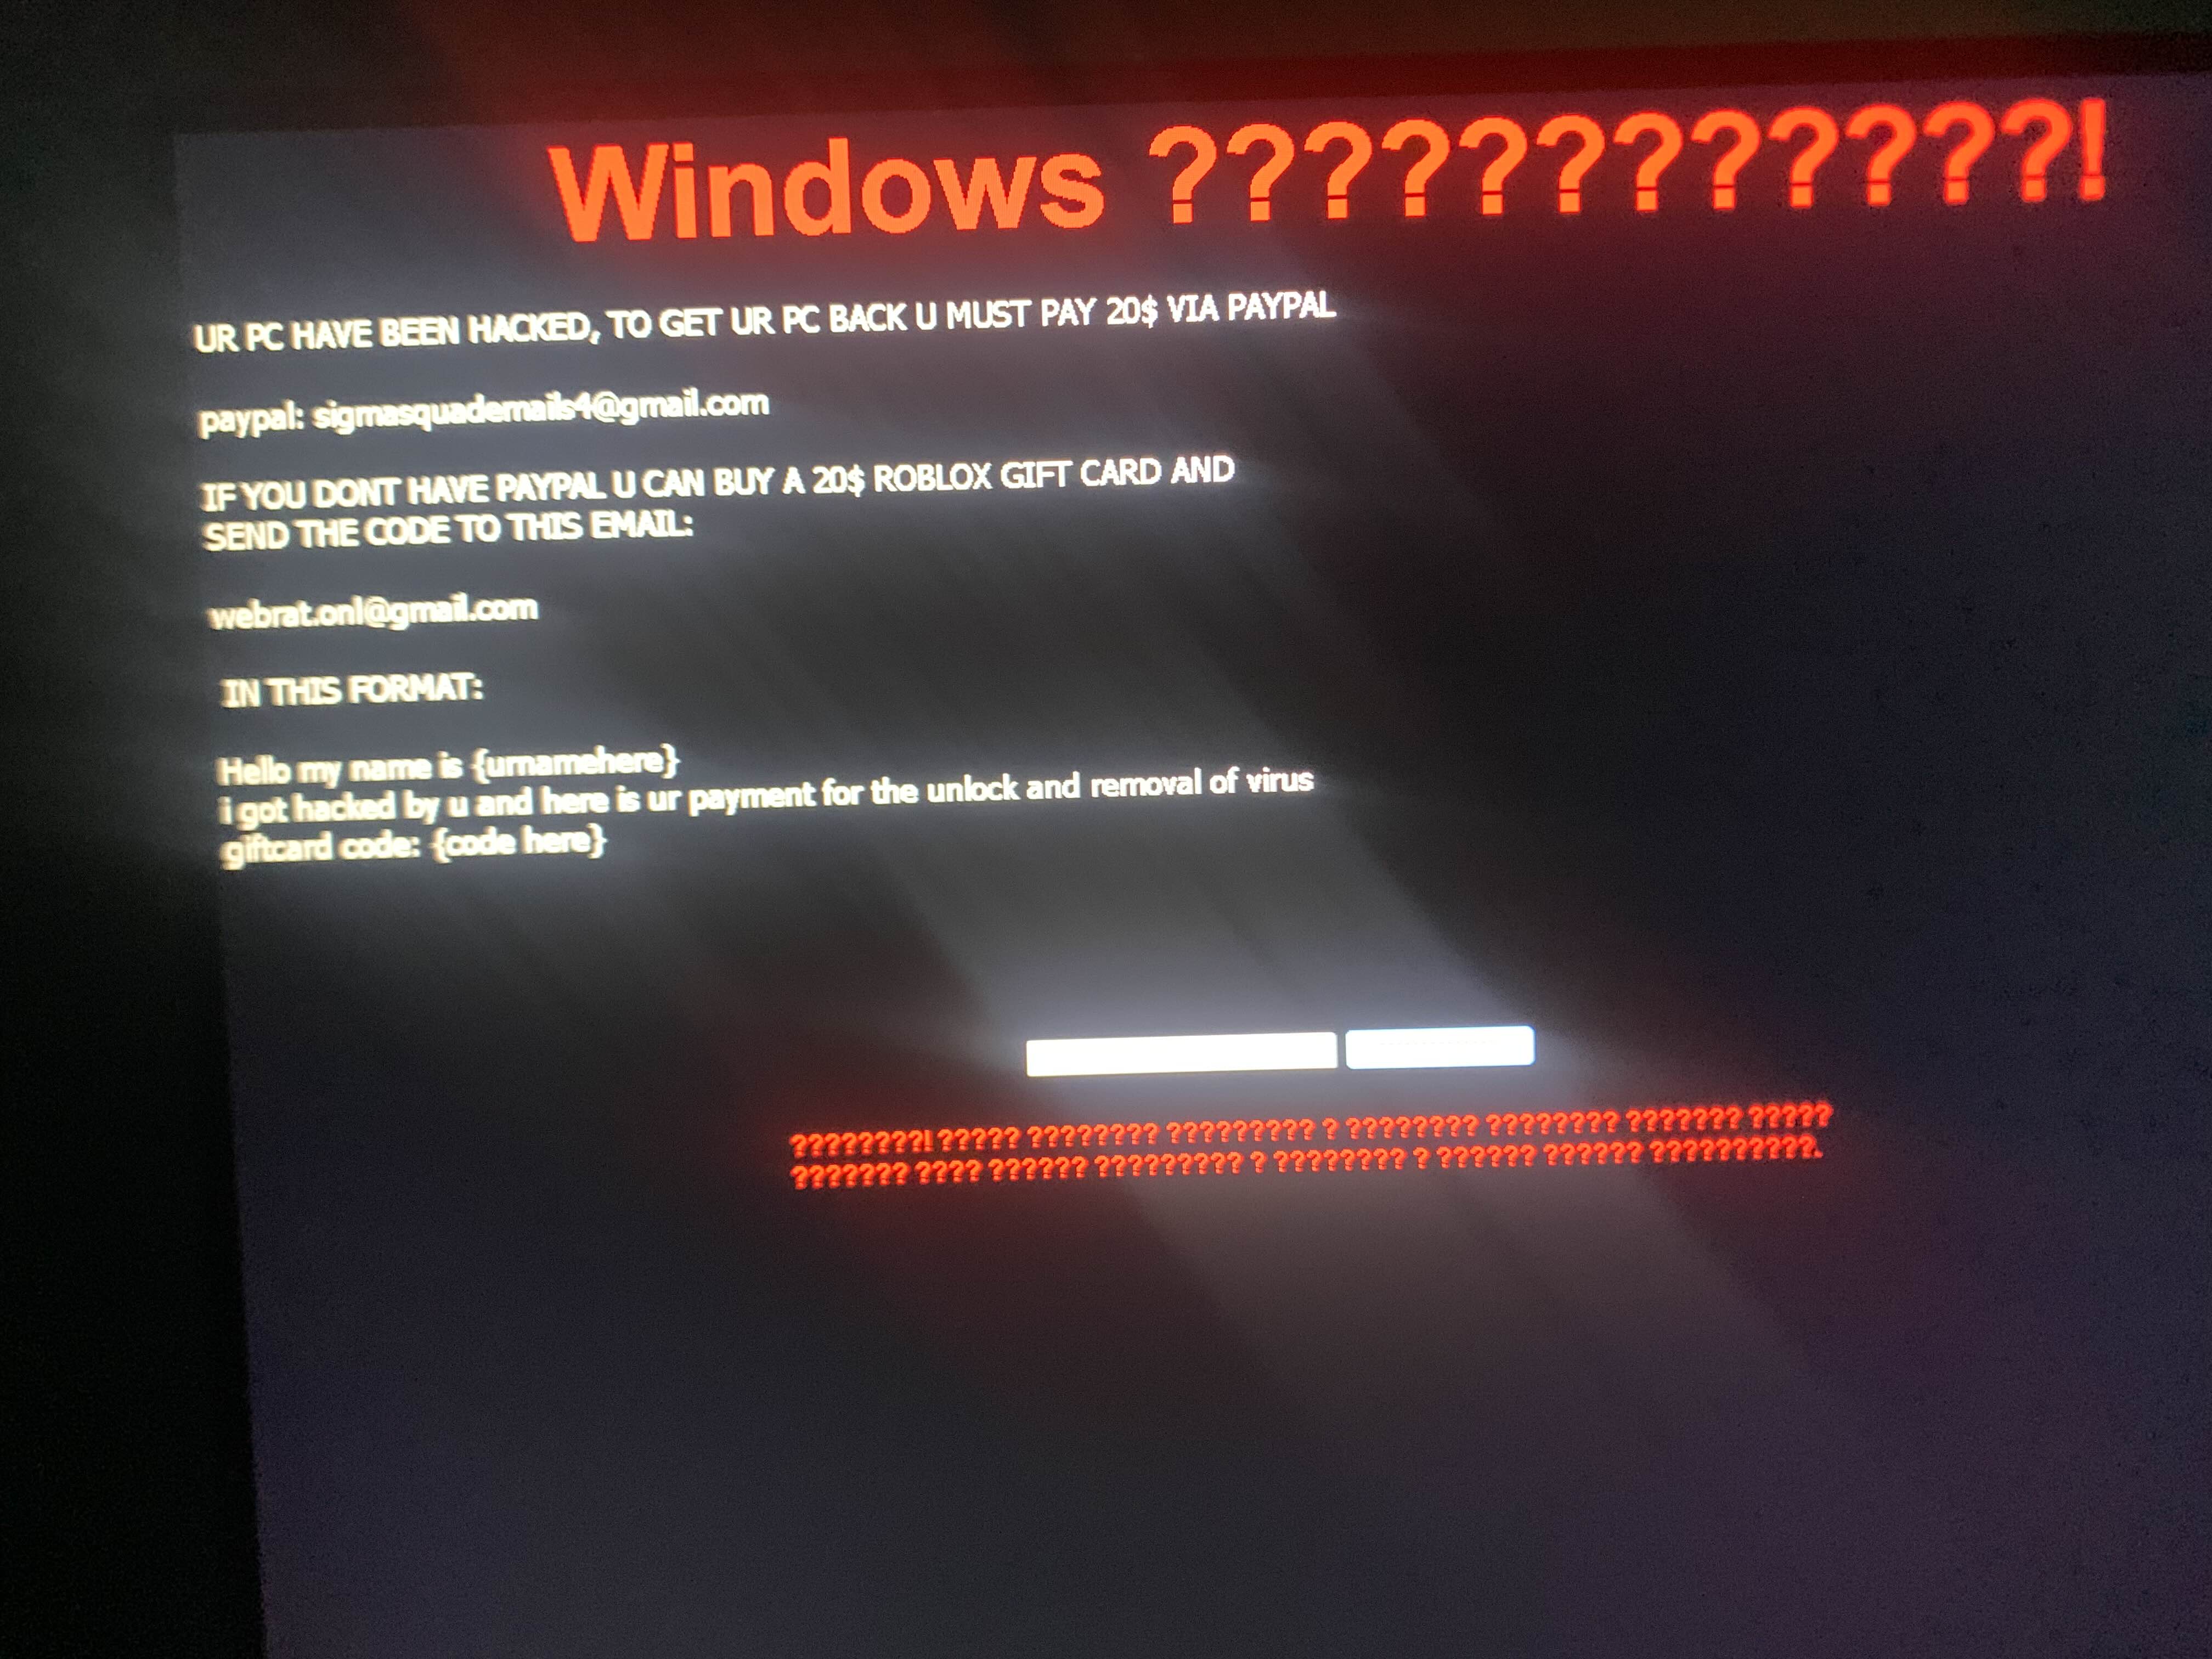 Windows ????????????!
UR PC HAVE BEEN HACKED, TO GET UR PC BACK U MUST PAY 20$ VIA PAYPAL
paypal: sigmasquademails4@gmail.com
IF YOU DONT HAVE PAYPAL U CAN BUY A 20$ ROBLOX GIFT CARD AND
SEND THE CODE TO THIS EMAIL:
webrat.onl@gmail.com
IN THIS FORMAT:
Hello my name is {urnamehere}
i got hacked by u and here is ur payment for the unlock and removal of virus
giftcard code: {code here}
????????! ????? ???????? ????????? ? ???????? ???????? ??????? ?????
??????? ???? ?????? ????????? ? ???????? ? ?????? ?????? ??????????.